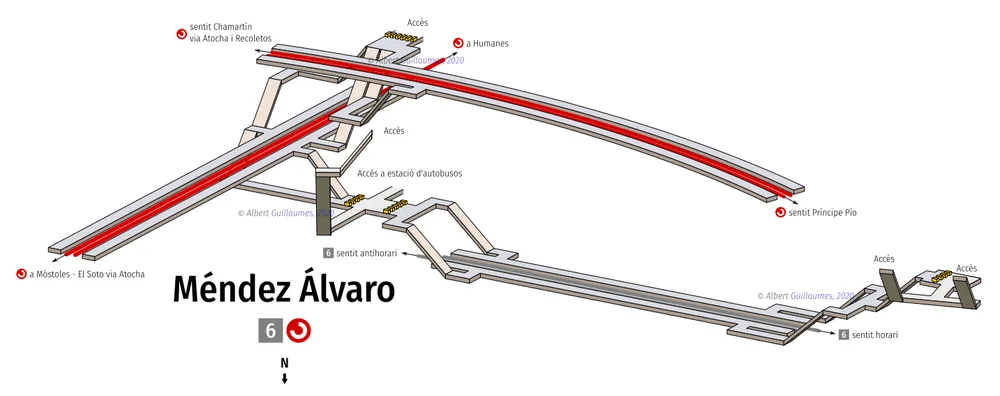 sentit Chamartín
via Atocha i Recoletos
Accés
a Humanes
© Albert Guillaumes, 2020
Accés
Accés a estació d'autobusos
© Albert Guillaumes, 2020
sentit Príncipe Pío
6 sentit antihorari
a Móstoles - El Soto via Atocha
Accés
Accés
© Albert Guillaumes, 2020
Méndez Álvaro
6
6 sentit horari
N